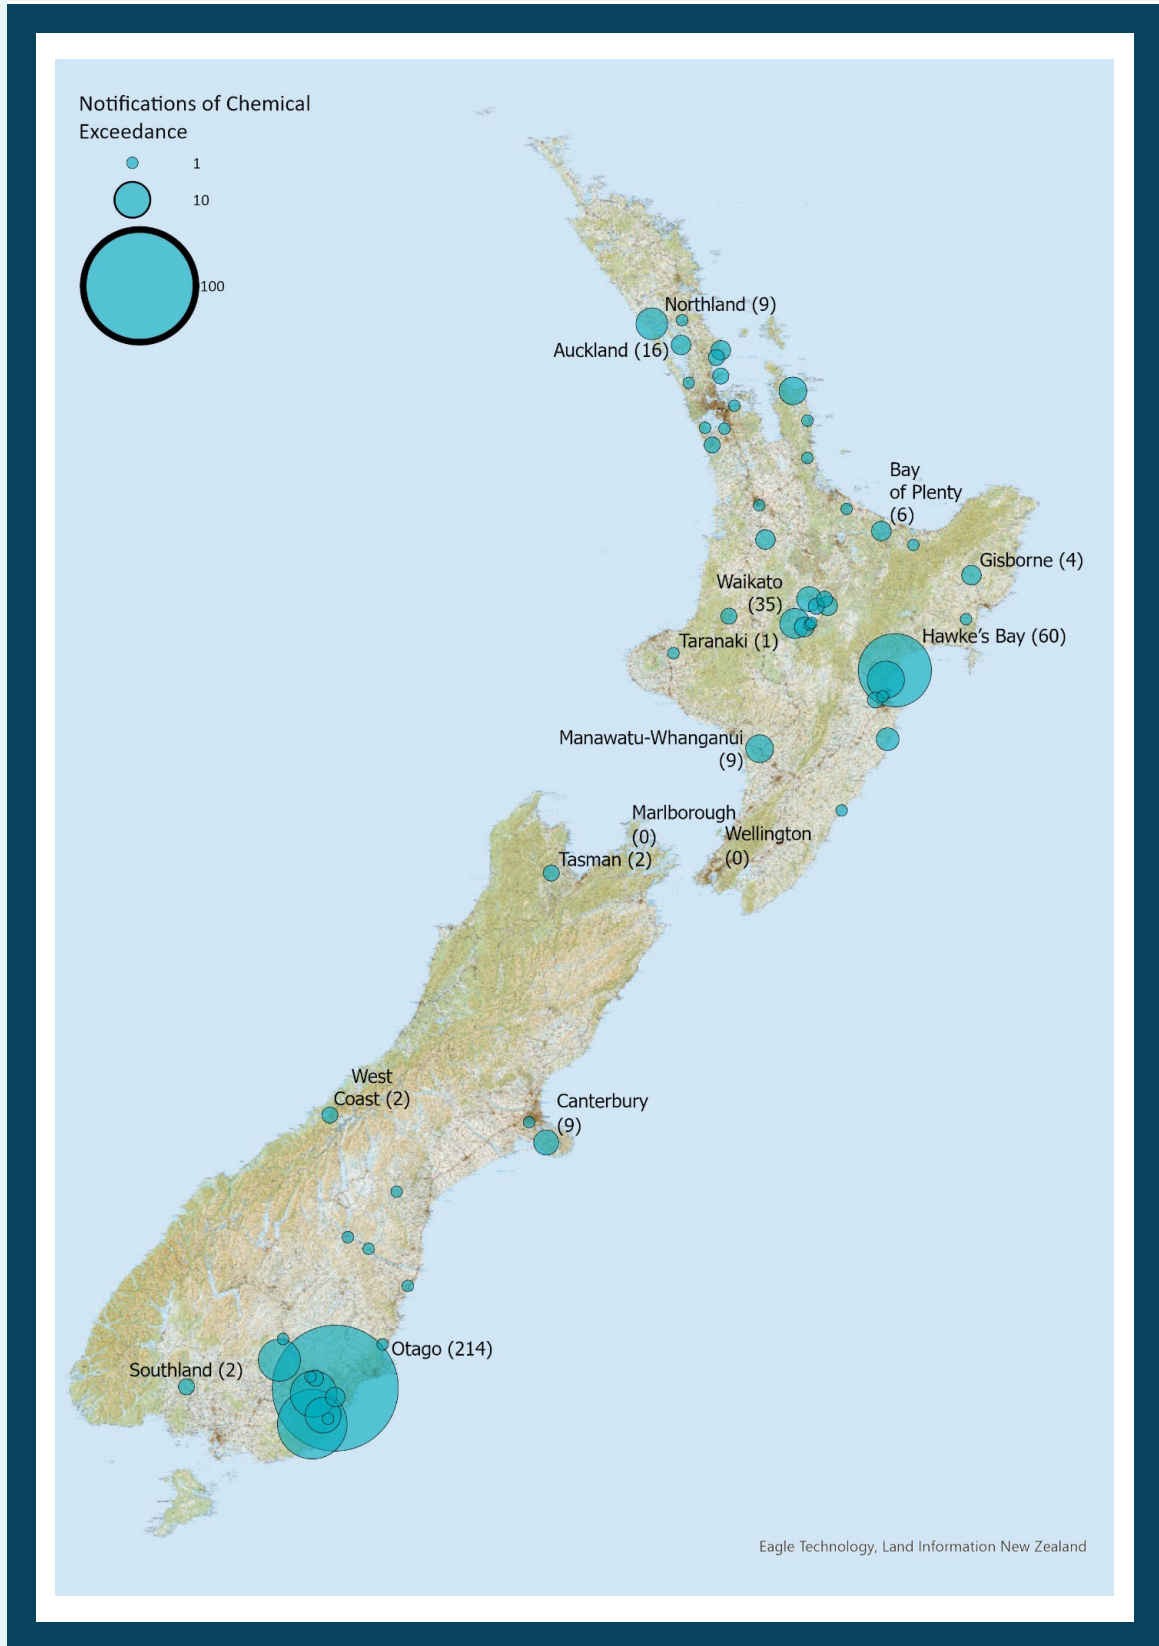 Notifications of Chemical
Exceedance
1
10
100
Northland (9)
Auckland (16)
Bay
of Plenty
(6)
Gisborne (4)
Waikato
(35)
Hawke's Bay (60)
Taranaki (1)
Manawatu-Whanganui
(9)
Marlborough
(0)
Wellington
(0)
Tasman (2)
West
Coast (2)
Canterbury
(9)
Otago (214)
Southland (2)
Eagle Technology, Land Information New Zealand